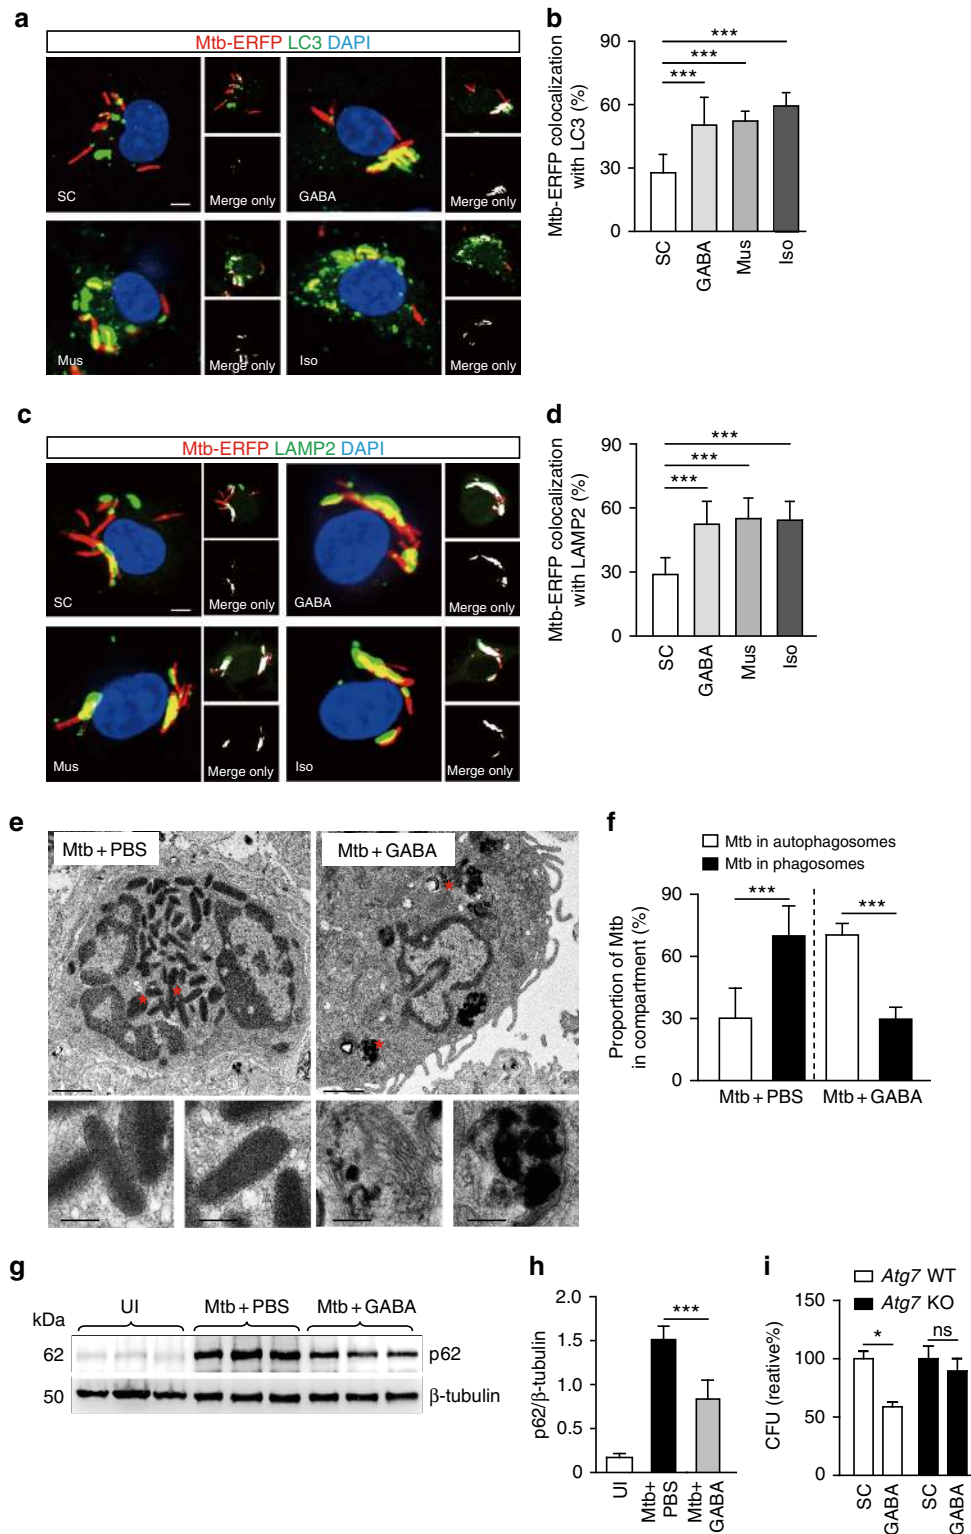 a
Mtb-ERFP LC3 DAPI
SC
Merge only
GABA
Merge only
Mus
Merge only
Iso
Merge only
b
Mtb-ERFP colocalization
with LC3 (%)
90
60
30
0
***
***
***
SC
GABA
Mus
Iso
c
Mtb-ERFP LAMP2 DAPI
SC
Merge only
GABA
Merge only
Mus
Merge only
Iso
Merge only
d
Mtb-ERFP colocalization
with LAMP2 (%)
90
60
30
0
***
***
***
SC
GABA
Mus
Iso
e
Mtb + PBS
Mtb + GABA
f
Mtb in autophagosomes
Mtb in phagosomes
Proportion of Mtb
in compartment (%)
90
60
30
0
***
***
Mtb + PBS
Mtb + GABA
g
kDa
UI
Mtb + PBS
Mtb + GABA
62
p62
50
β-tubulin
h
p62/β-tubulin
2.0
1.5
1.0
0.5
0
***
UI
Mtb+
PBS
Mtb+
GABA
i
Atg7 WT
Atg7 KO
CFU (reative%)
150
100
50
0
*
ns
SC
GABA
SC
GABA